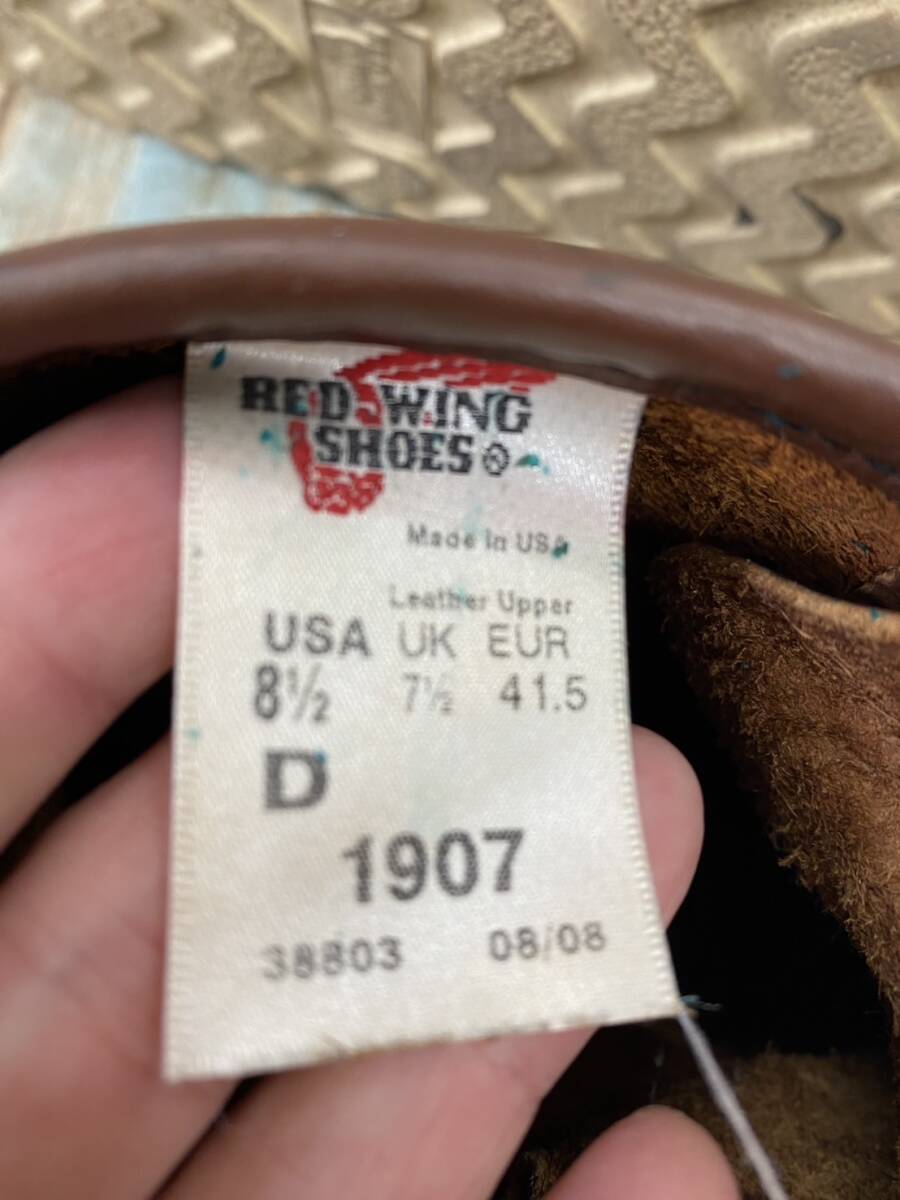 RED WING
SHOES
Made in USA
Leather Upper
USA UK EUR
8½ 7½ 41.5
D
1907
38803 08/08